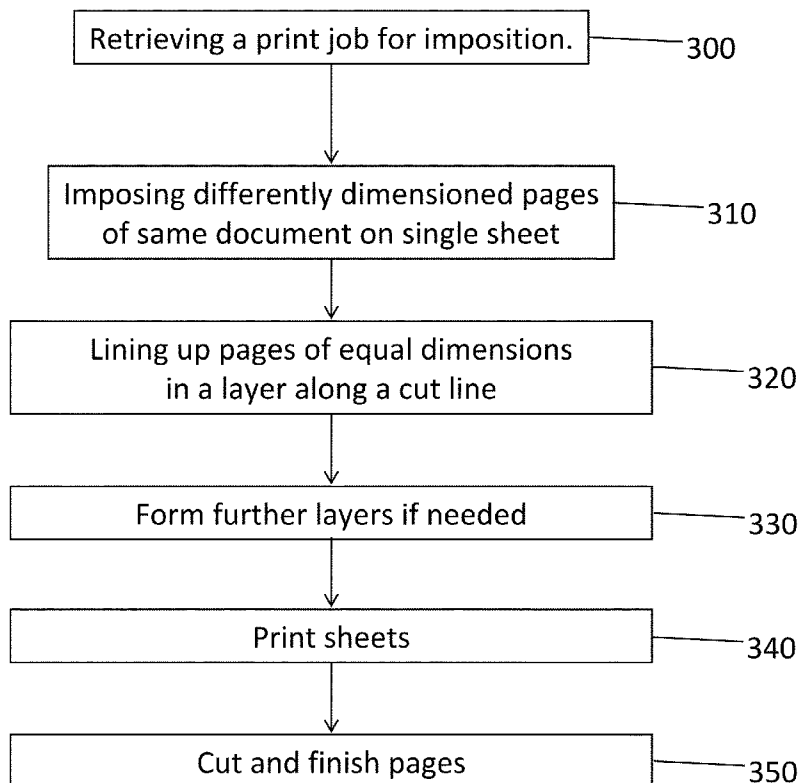 Retrieving a print job for imposition.
300
Imposing differently dimensioned pages
of same document on single sheet
310
Lining up pages of equal dimensions
in a layer along a cut line
320
Form further layers if needed
330
Print sheets
340
Cut and finish pages
350